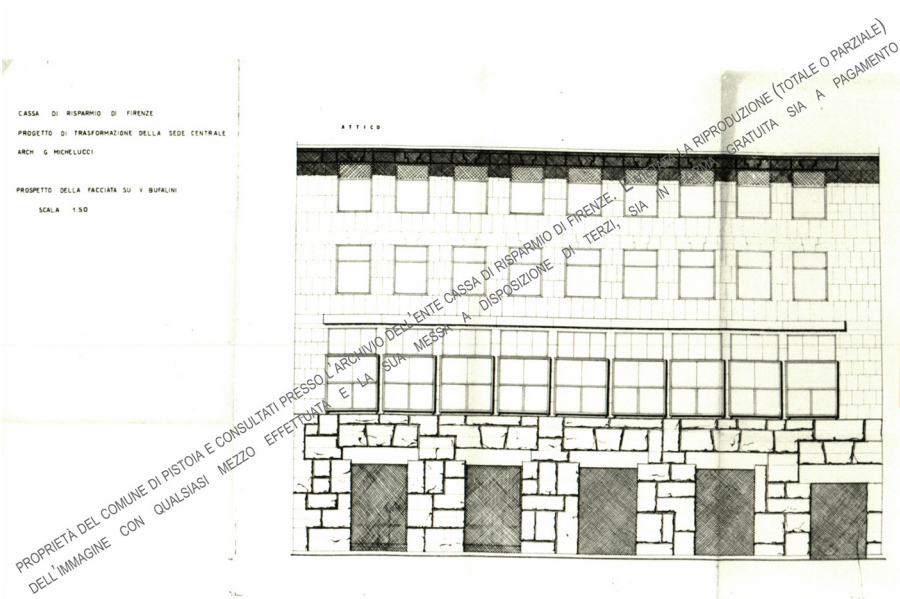 CASSA DI RISPARMIO DI FIRENZE
PROGETTO DI TRASFORMAZIONE DELLA SEDE CENTRALE
ARCH G MICHELUCCI
PROSPETTO DELLA FACCIATA SU V BUFALINI
SCALA 1:50
ATTICO
PROPRIETÀ DEL COMUNE DI PISTOIA E CONSULTATI PRESSO L'ARCHIVIO DELL'ENTE CASSA DI RISPARMIO DI FIRENZE. LA RIPRODUZIONE (TOTALE O PARZIALE)
DELL'IMMAGINE CON QUALSIASI MEZZO EFFETTUATA E LA SUA MESSA A DISPOSIZIONE DI TERZI, SIA IN FORMA GRATUITA SIA A PAGAMENTO